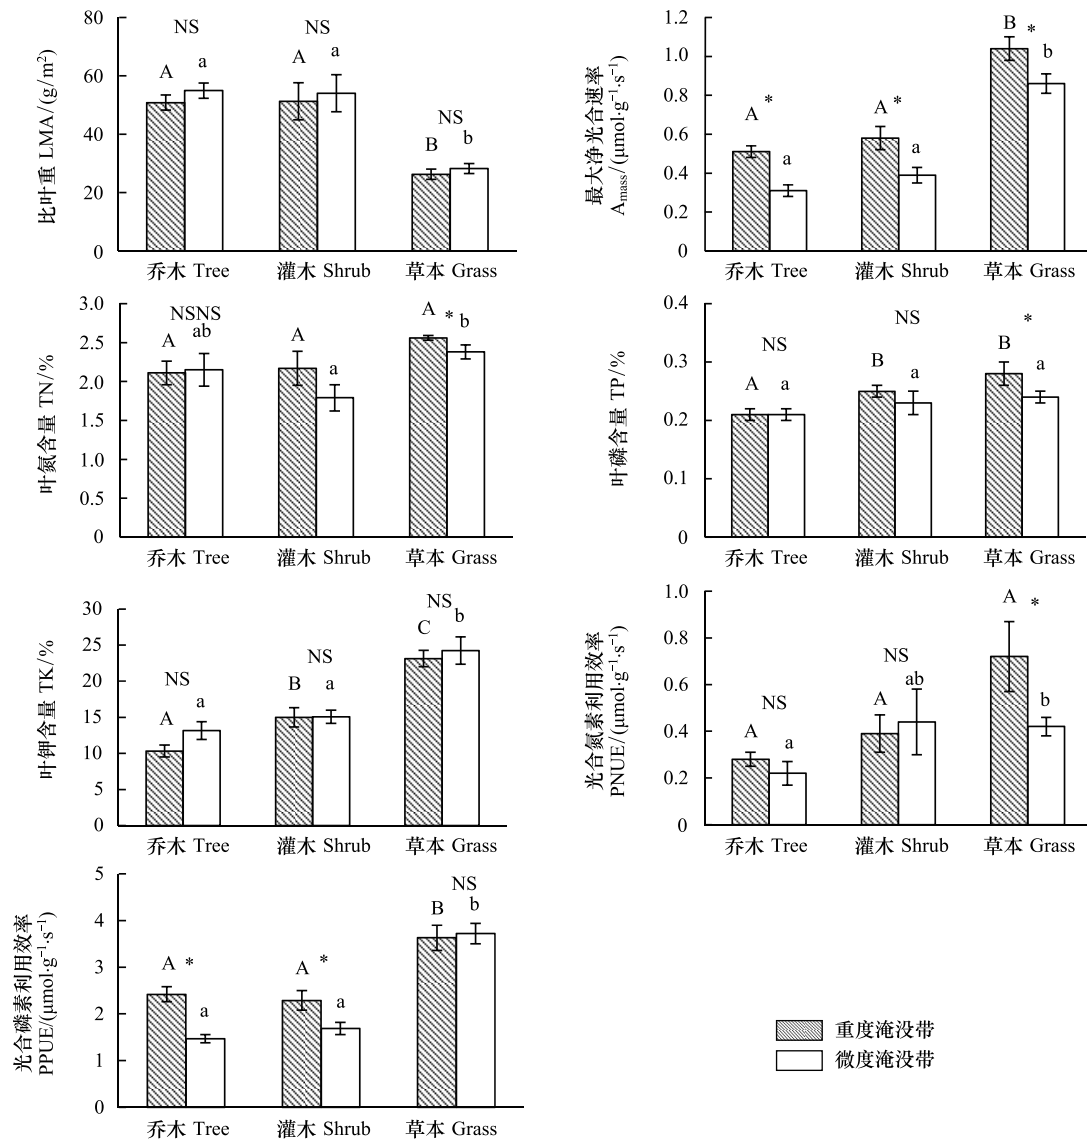 比叶重 LMA/(g/m²)
80
60
40
20
0
NS
A
a
NS
A
a
NS
B
b
乔木 Tree
灌木 Shrub
草本 Grass
最大净光合速率
Amass/(μmol·g⁻¹·s⁻¹)
1.2
1.0
0.8
0.6
0.4
0.2
0
A
*
a
A
*
a
B
*
b
乔木 Tree
灌木 Shrub
草本 Grass
叶氮含量 TN/%
3.0
2.5
2.0
1.5
1.0
0.5
0
NSNS
A
ab
A
a
A
*
b
乔木 Tree
灌木 Shrub
草本 Grass
叶磷含量 TP/%
0.4
0.3
0.2
0.1
0
NS
A
a
NS
B
a
*
B
a
乔木 Tree
灌木 Shrub
草本 Grass
叶钾含量 TK/%
30
25
20
15
10
5
0
NS
A
a
NS
B
a
NS
C
b
乔木 Tree
灌木 Shrub
草本 Grass
光合氮素利用效率
PNUE/(μmol·g⁻¹·s⁻¹)
1.0
0.8
0.6
0.4
0.2
0
NS
A
a
NS
A
ab
A
*
b
乔木 Tree
灌木 Shrub
草本 Grass
光合磷素利用效率
PPUE/(μmol·g⁻¹·s⁻¹)
5
4
3
2
1
0
A
*
a
A
*
a
NS
B
b
乔木 Tree
灌木 Shrub
草本 Grass
重度淹没带
微度淹没带